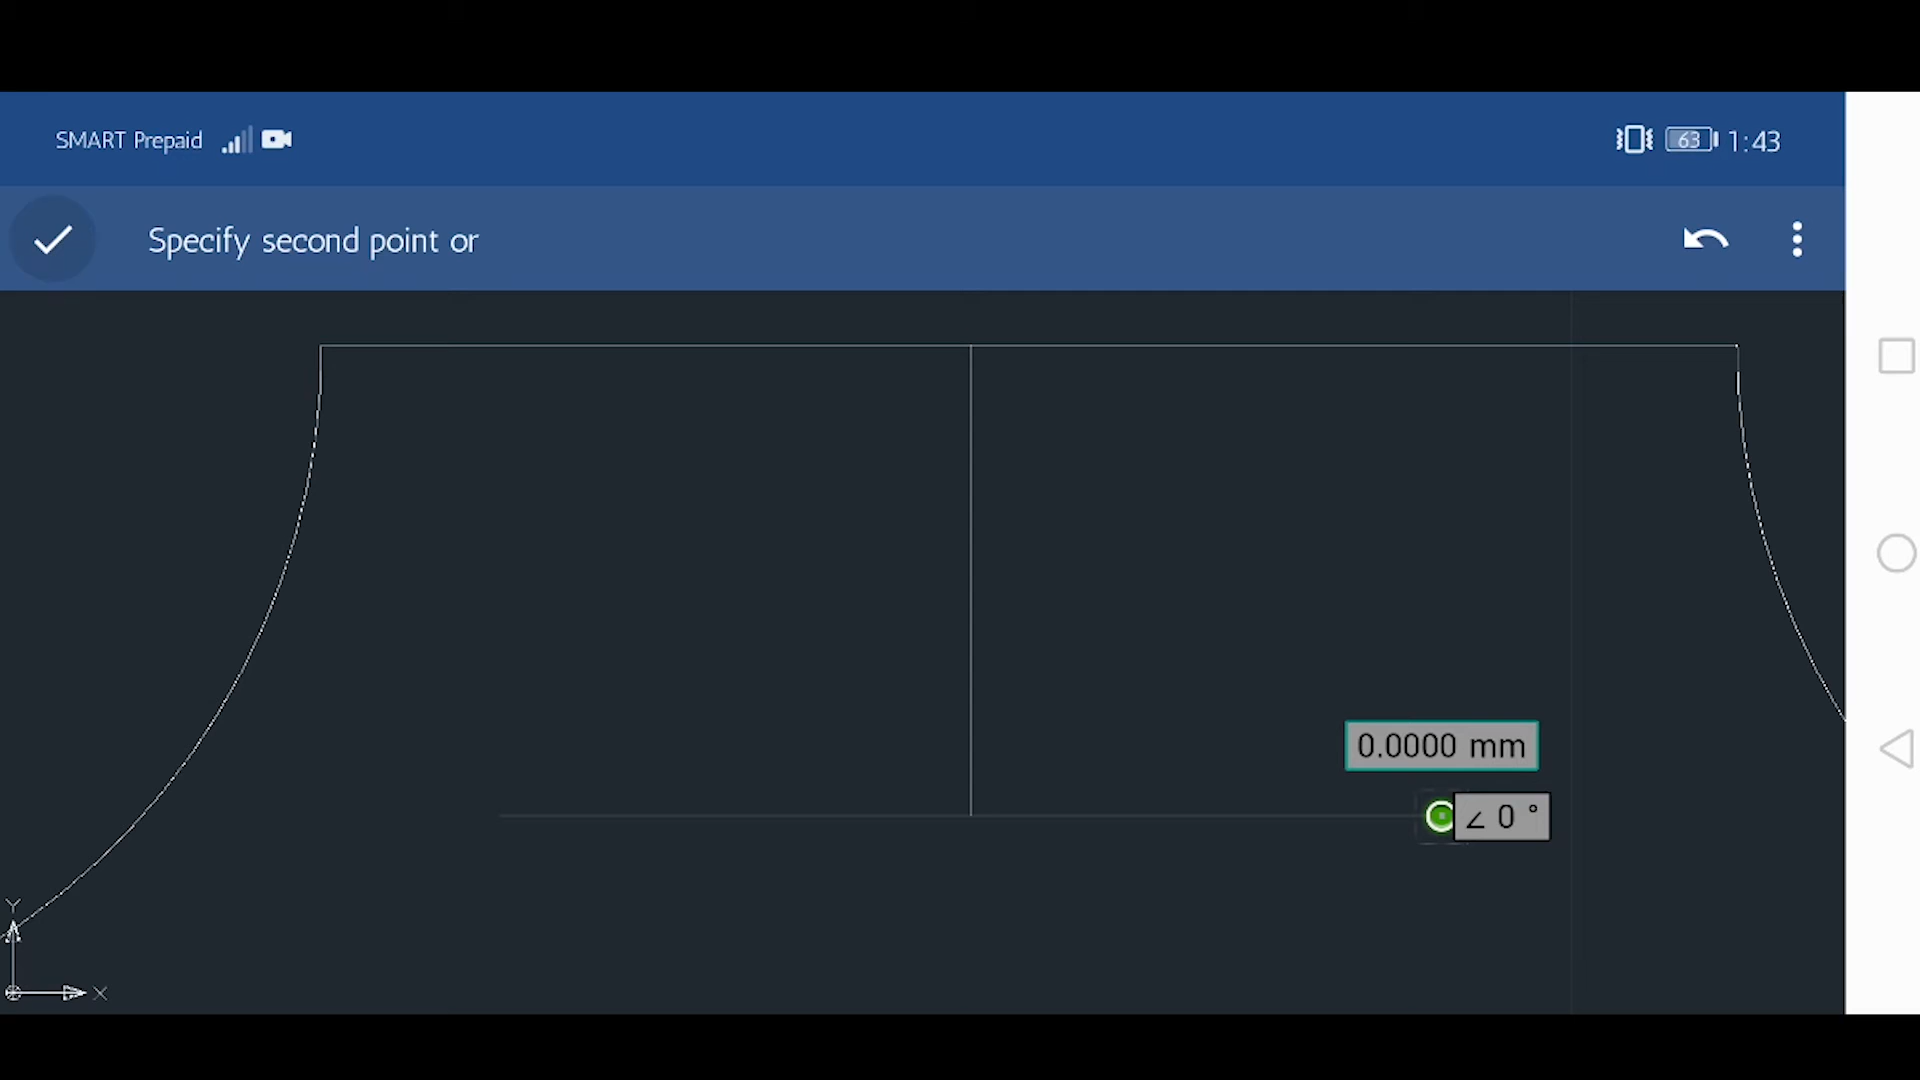 SMART Prepaid 63 1:43
Specify second point or
0.0000 mm
∠ 0 °
Y
X